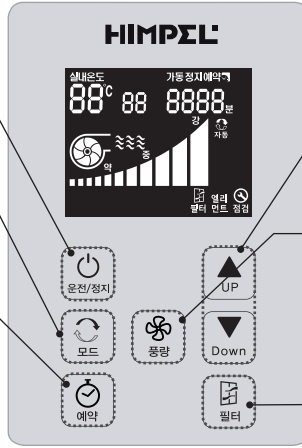 HIMPEL
실내온도 가동정지예약
88°C 88 8888분
강
자동
중
약
필터 엘리먼트 점검
운전/정지
UP
모드
풍량
Down
예약
필터